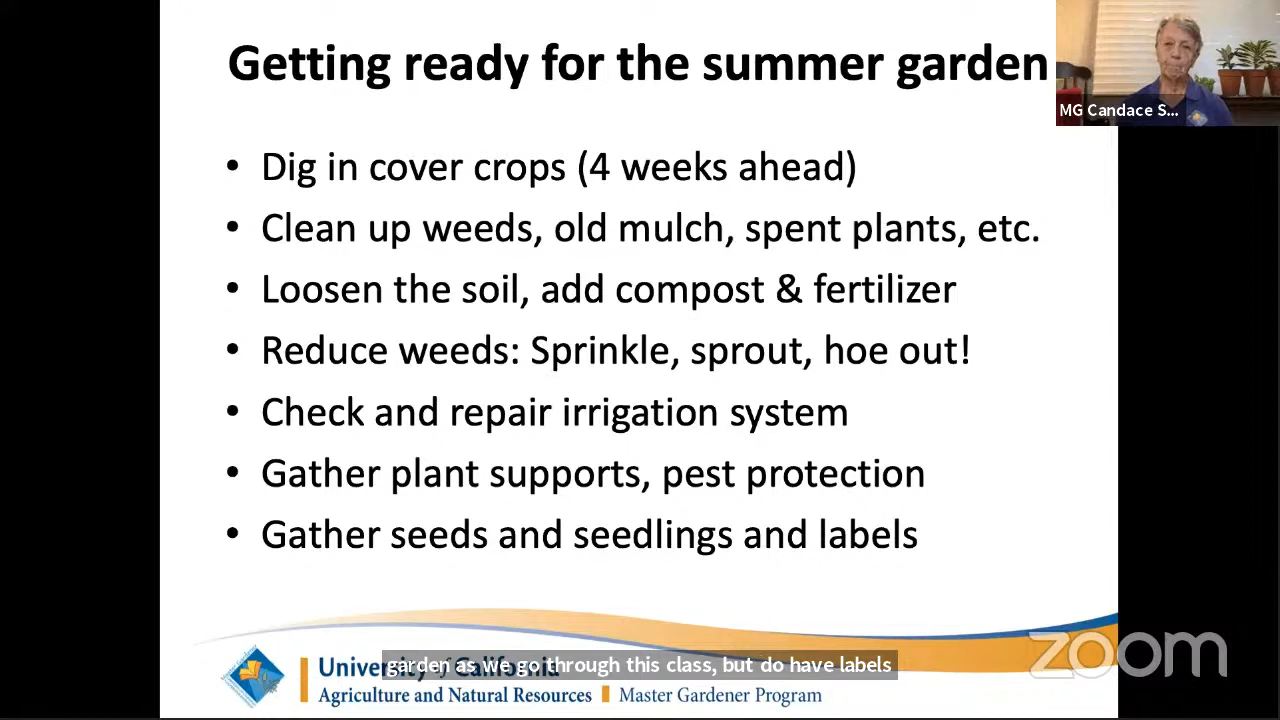 Getting ready for the summer garden
MG Candace S...
• Dig in cover crops (4 weeks ahead)
• Clean up weeds, old mulch, spent plants, etc.
• Loosen the soil, add compost & fertilizer
• Reduce weeds: Sprinkle, sprout, hoe out!
• Check and repair irrigation system
• Gather plant supports, pest protection
• Gather seeds and seedlings and labels
zoom
University of California
garden as we go through this class, but do have labels
Agriculture and Natural Resources | Master Gardener Program